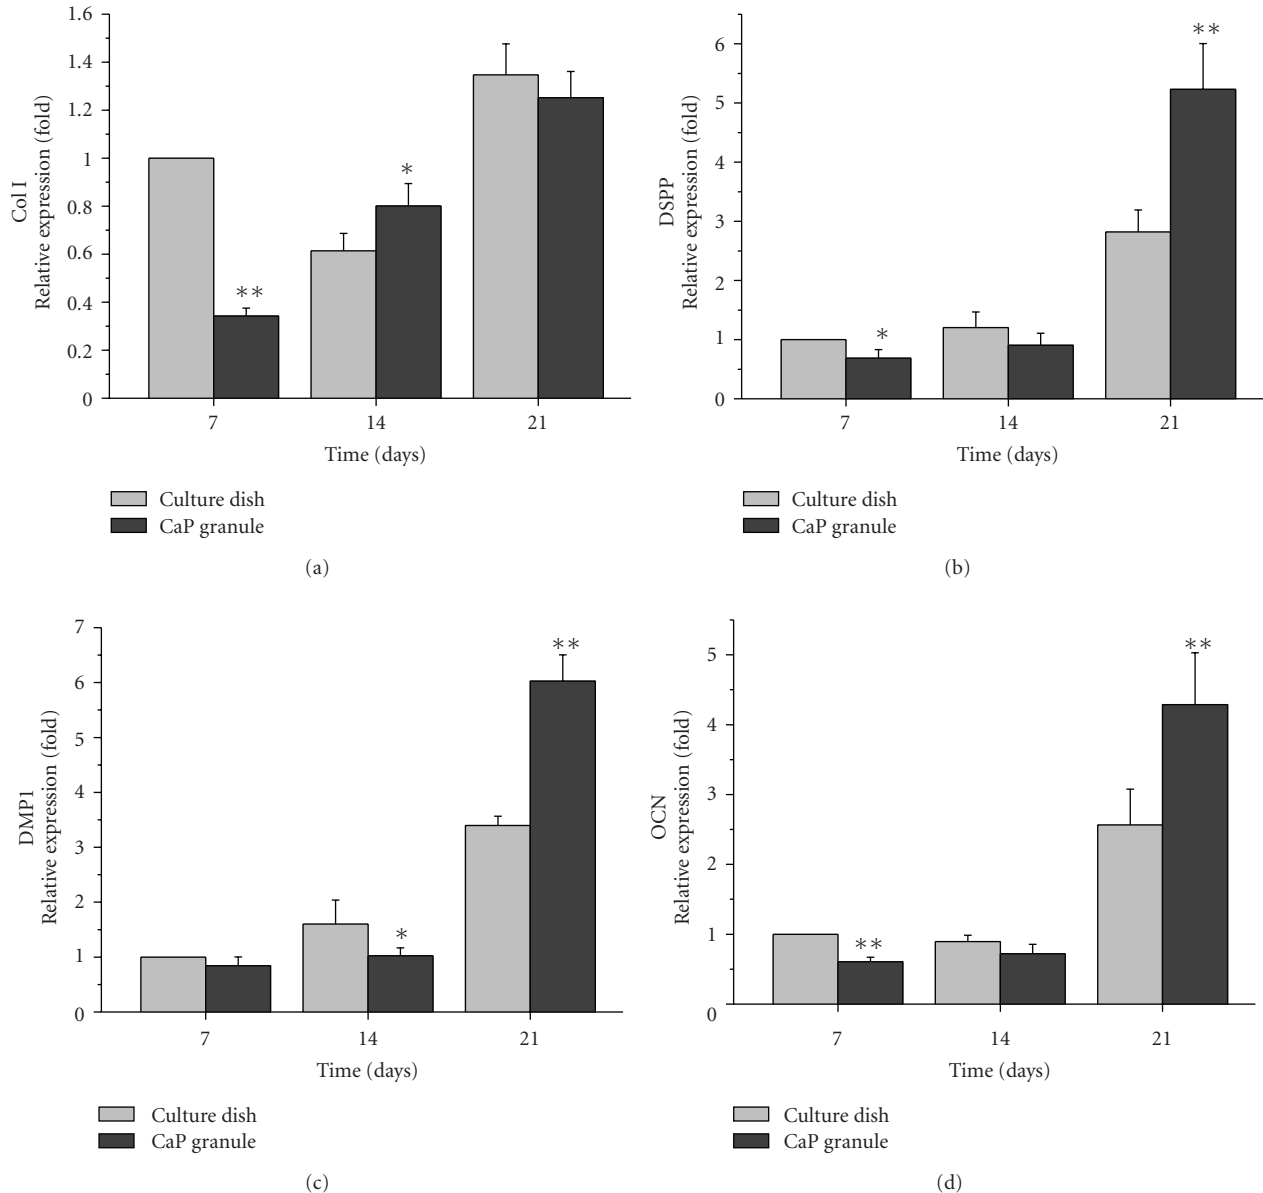 1.6
1.4
1.2
1
0.8
0.6
0.4
0.2
0
Col I
Relative expression (fold)
**
*
7
14
21
Time (days)
Culture dish
CaP granule
(a)
6
5
4
3
2
1
0
DSPP
Relative expression (fold)
*
**
7
14
21
Time (days)
Culture dish
CaP granule
(b)
7
6
5
4
3
2
1
0
DMP1
Relative expression (fold)
*
**
7
14
21
Time (days)
Culture dish
CaP granule
(c)
5
4
3
2
1
0
OCN
Relative expression (fold)
**
**
7
14
21
Time (days)
Culture dish
CaP granule
(d)